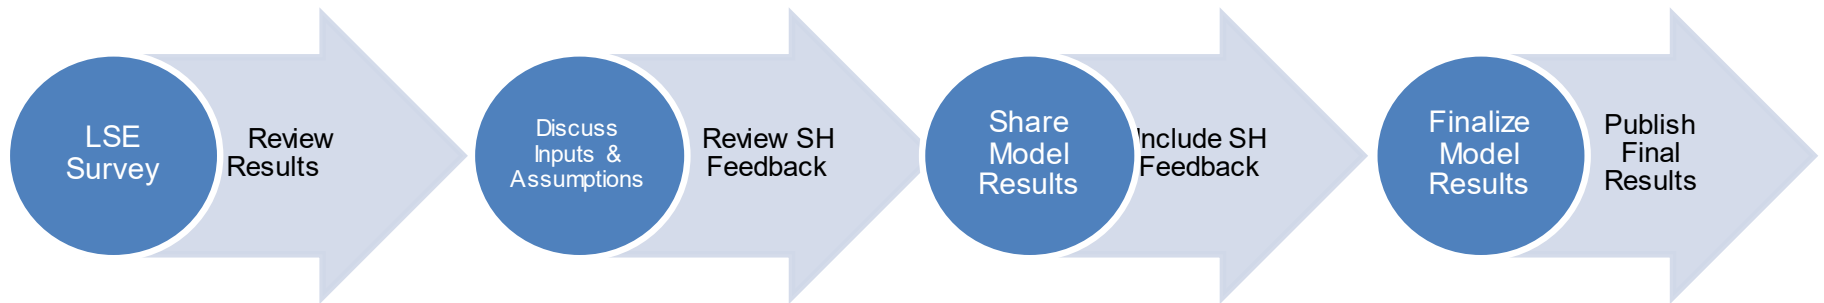 LSE
Survey
Review
Results
Discuss
Inputs &
Assumptions
Review SH
Feedback
Share
Model
Results
Include SH
Feedback
Finalize
Model
Results
Publish
Final
Results